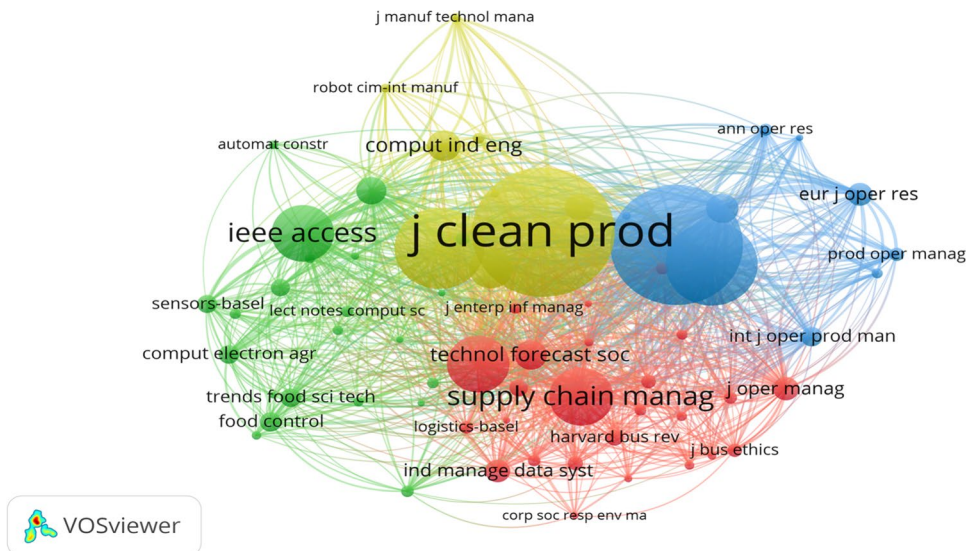 j manuf technol mana
robot cim-int manuf
ann oper res
automat constr
comput ind eng
eur j oper res
ieee access
j clean prod
prod oper manag
sensors-basel
lect notes comput sc
j enterp inf manag
int j oper prod man
comput electron agr
technol forecast soc
trends food sci tech
supply chain manag
j oper manag
food control
logistics-basel
harvard bus rev
j bus ethics
ind manage data syst
corp soc resp env ma
VOSviewer